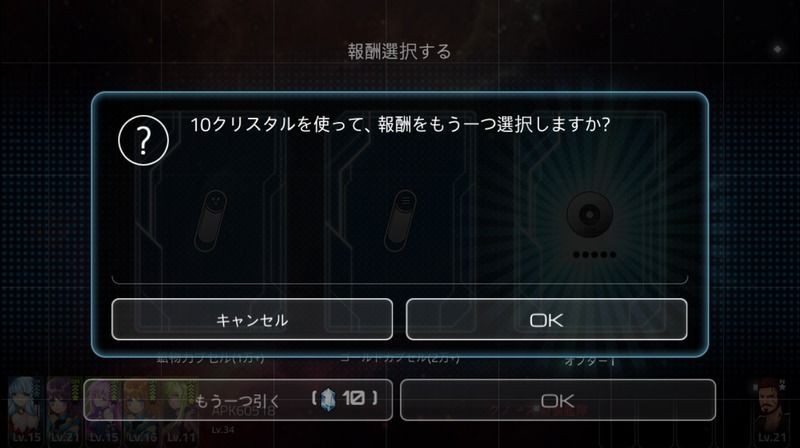 報酬選択する
?
10クリスタルを使って、報酬をもう一つ選択しますか?
キャンセル
OK
もう一つ引く
10
OK
APK60518
Lv.34
Lv.15
Lv.21
Lv.15
Lv.16
Lv.11
Lv.21